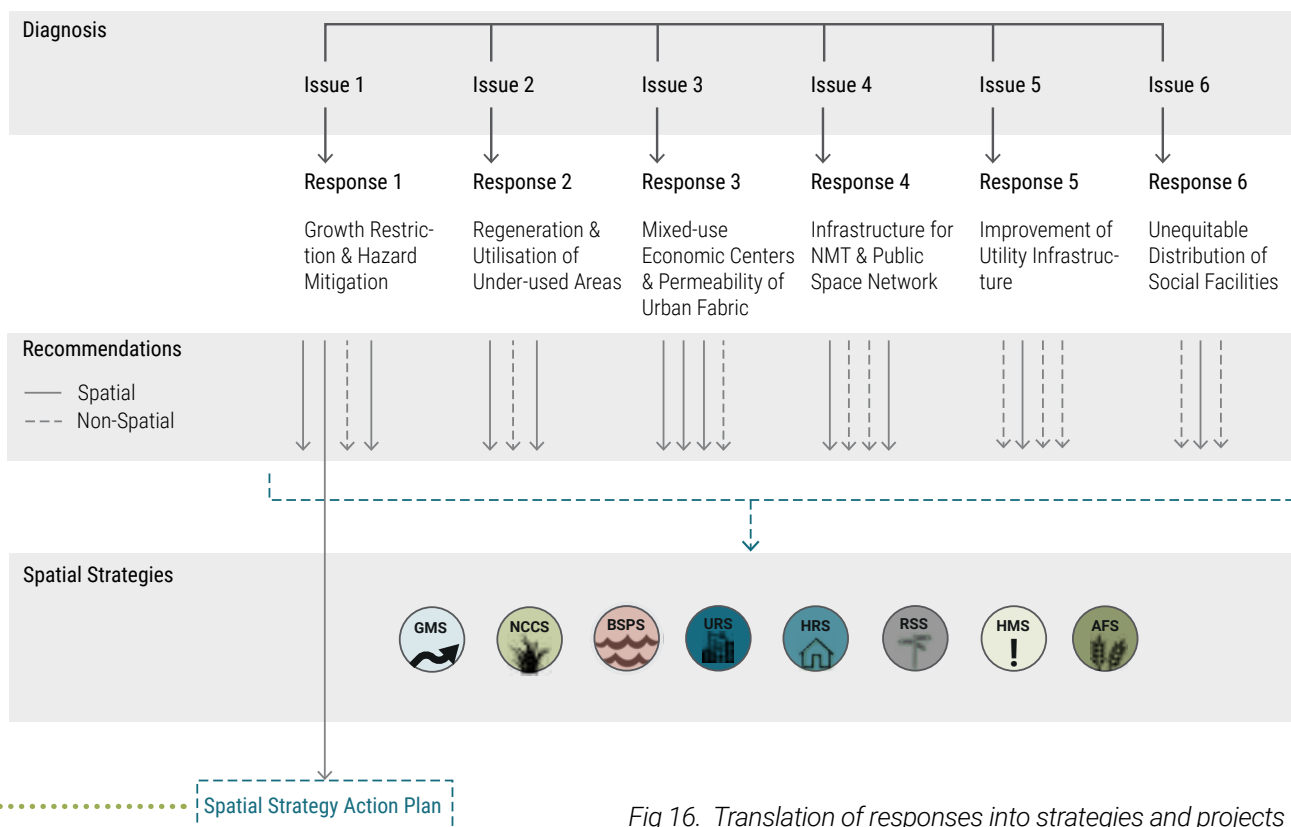 Diagnosis
Issue 1
Issue 2
Issue 3
Issue 4
Issue 5
Issue 6
Response 1
Growth Restric-
tion & Hazard
Mitigation
Response 2
Regeneration &
Utilisation of
Under-used Areas
Response 3
Mixed-use
Economic Centers
& Permeability of
Urban Fabric
Response 4
Infrastructure for
NMT & Public
Space Network
Response 5
Improvement of
Utility Infrastruc-
ture
Response 6
Unequitable
Distribution of
Social Facilities
Recommendations
Spatial
Non-Spatial
Spatial Strategies
GMS
NCCS
BSPS
URS
HRS
RSS
HMS
!
AFS
Spatial Strategy Action Plan
Fig 16. Translation of responses into strategies and projects